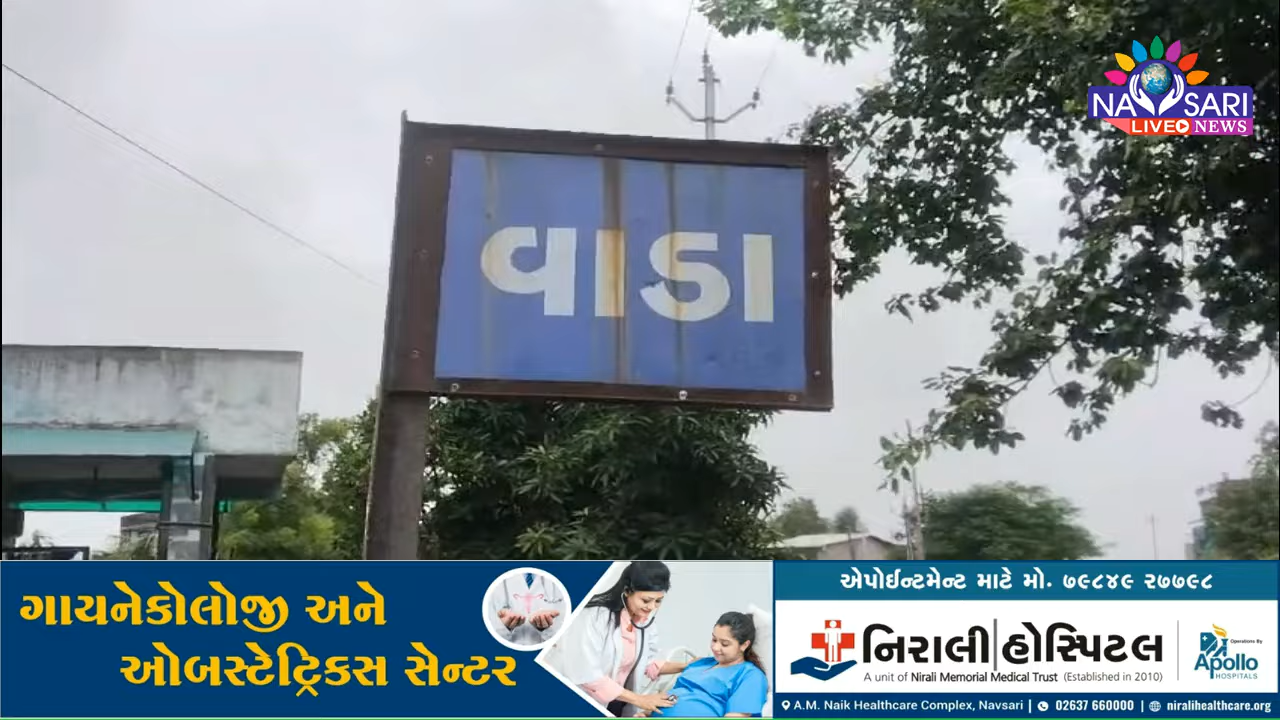 NAVSARI
LIVE NEWS
વાડા
ગાયનેકોલોજી અને
ઓબસ્ટેટ્રિકસ સેન્ટર
એપોઈન્ટમેન્ટ માટે મો. ૭૯૮૪૯ ૨૭૭૯૮
નિરાલી હોસ્પિટલ
A unit of Nirali Memorial Medical Trust (Established in 2010)
Operations By
Apollo
HOSPITALS
A.M. Naik Healthcare Complex, Navsari | 02637 660000 | niralihealthcare.org